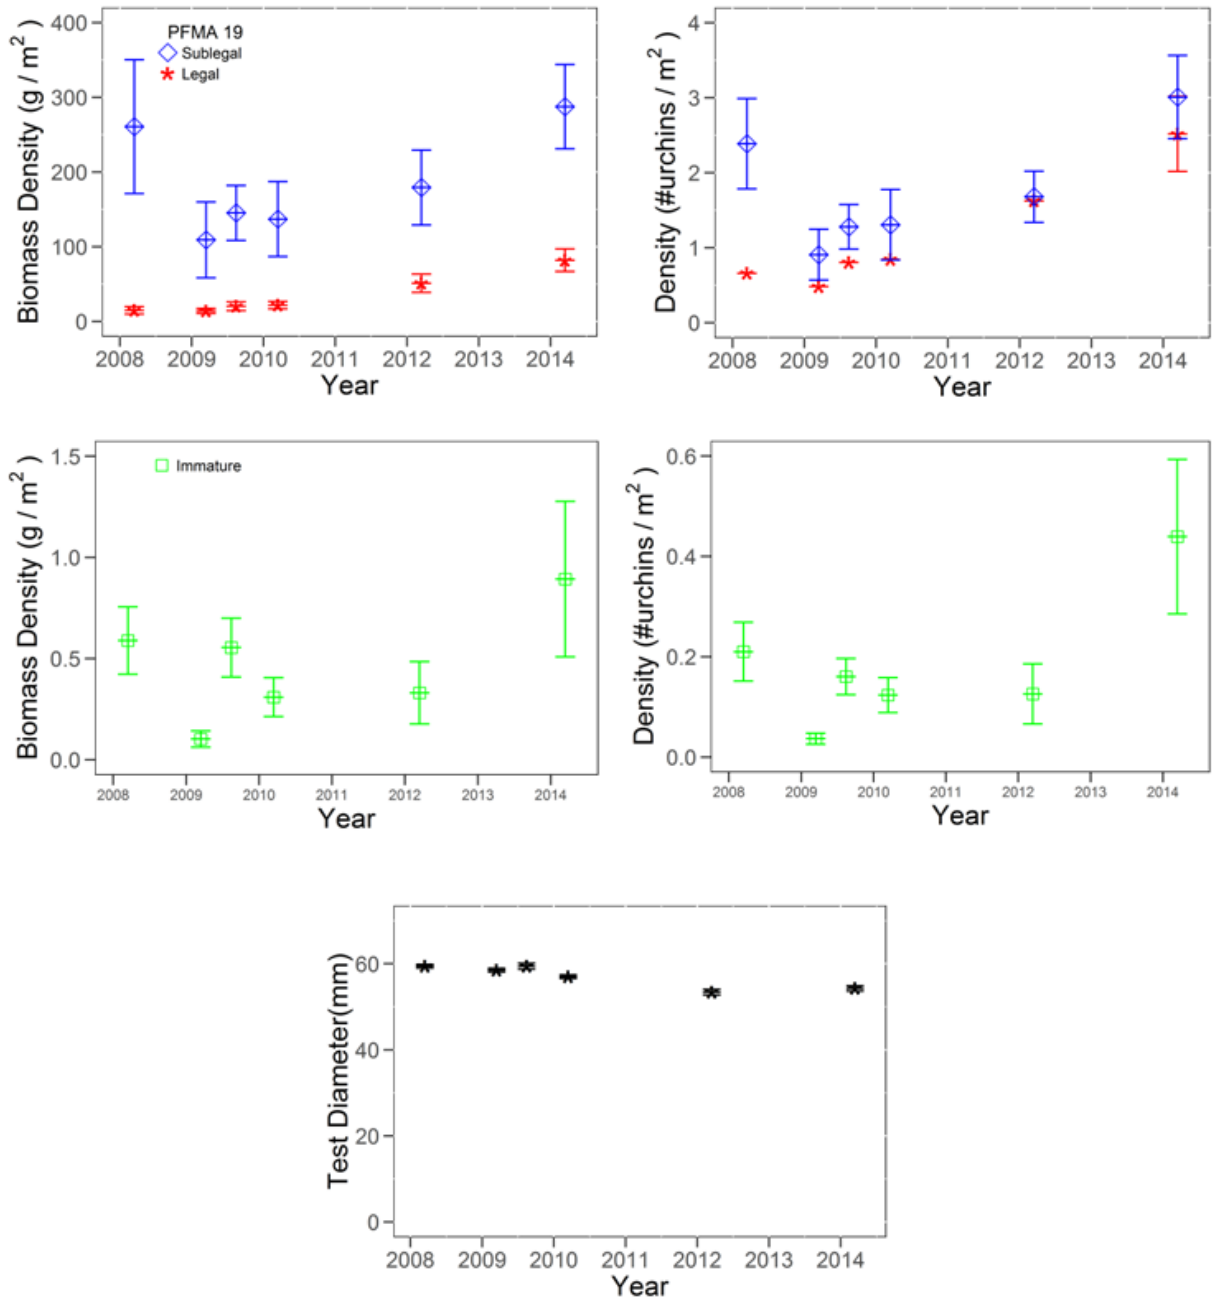 Biomass Density (g / m² )
400
300
200
100
0
PFMA 19
Sublegal
Legal
2008 2009 2010 2011 2012 2013 2014
Year
Density (#urchins / m² )
4
3
2
1
0
2008 2009 2010 2011 2012 2013 2014
Year
Biomass Density (g / m² )
1.5
1.0
0.5
0.0
Immature
2008 2009 2010 2011 2012 2013 2014
Year
Density (#urchins / m² )
0.6
0.4
0.2
0.0
2008 2009 2010 2011 2012 2013 2014
Year
Test Diameter(mm)
60
40
20
0
2008 2009 2010 2011 2012 2013 2014
Year